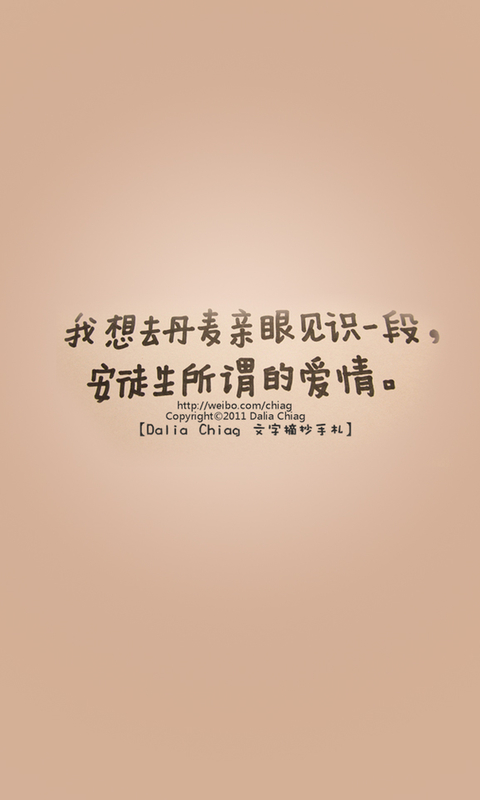 我想去丹麦亲眼见识一段，
安徒生所谓的爱情。
http://weibo.com/chiag
Copyright©2011 Dalia Chiag
【Dalia Chiag 文字摘抄手札】